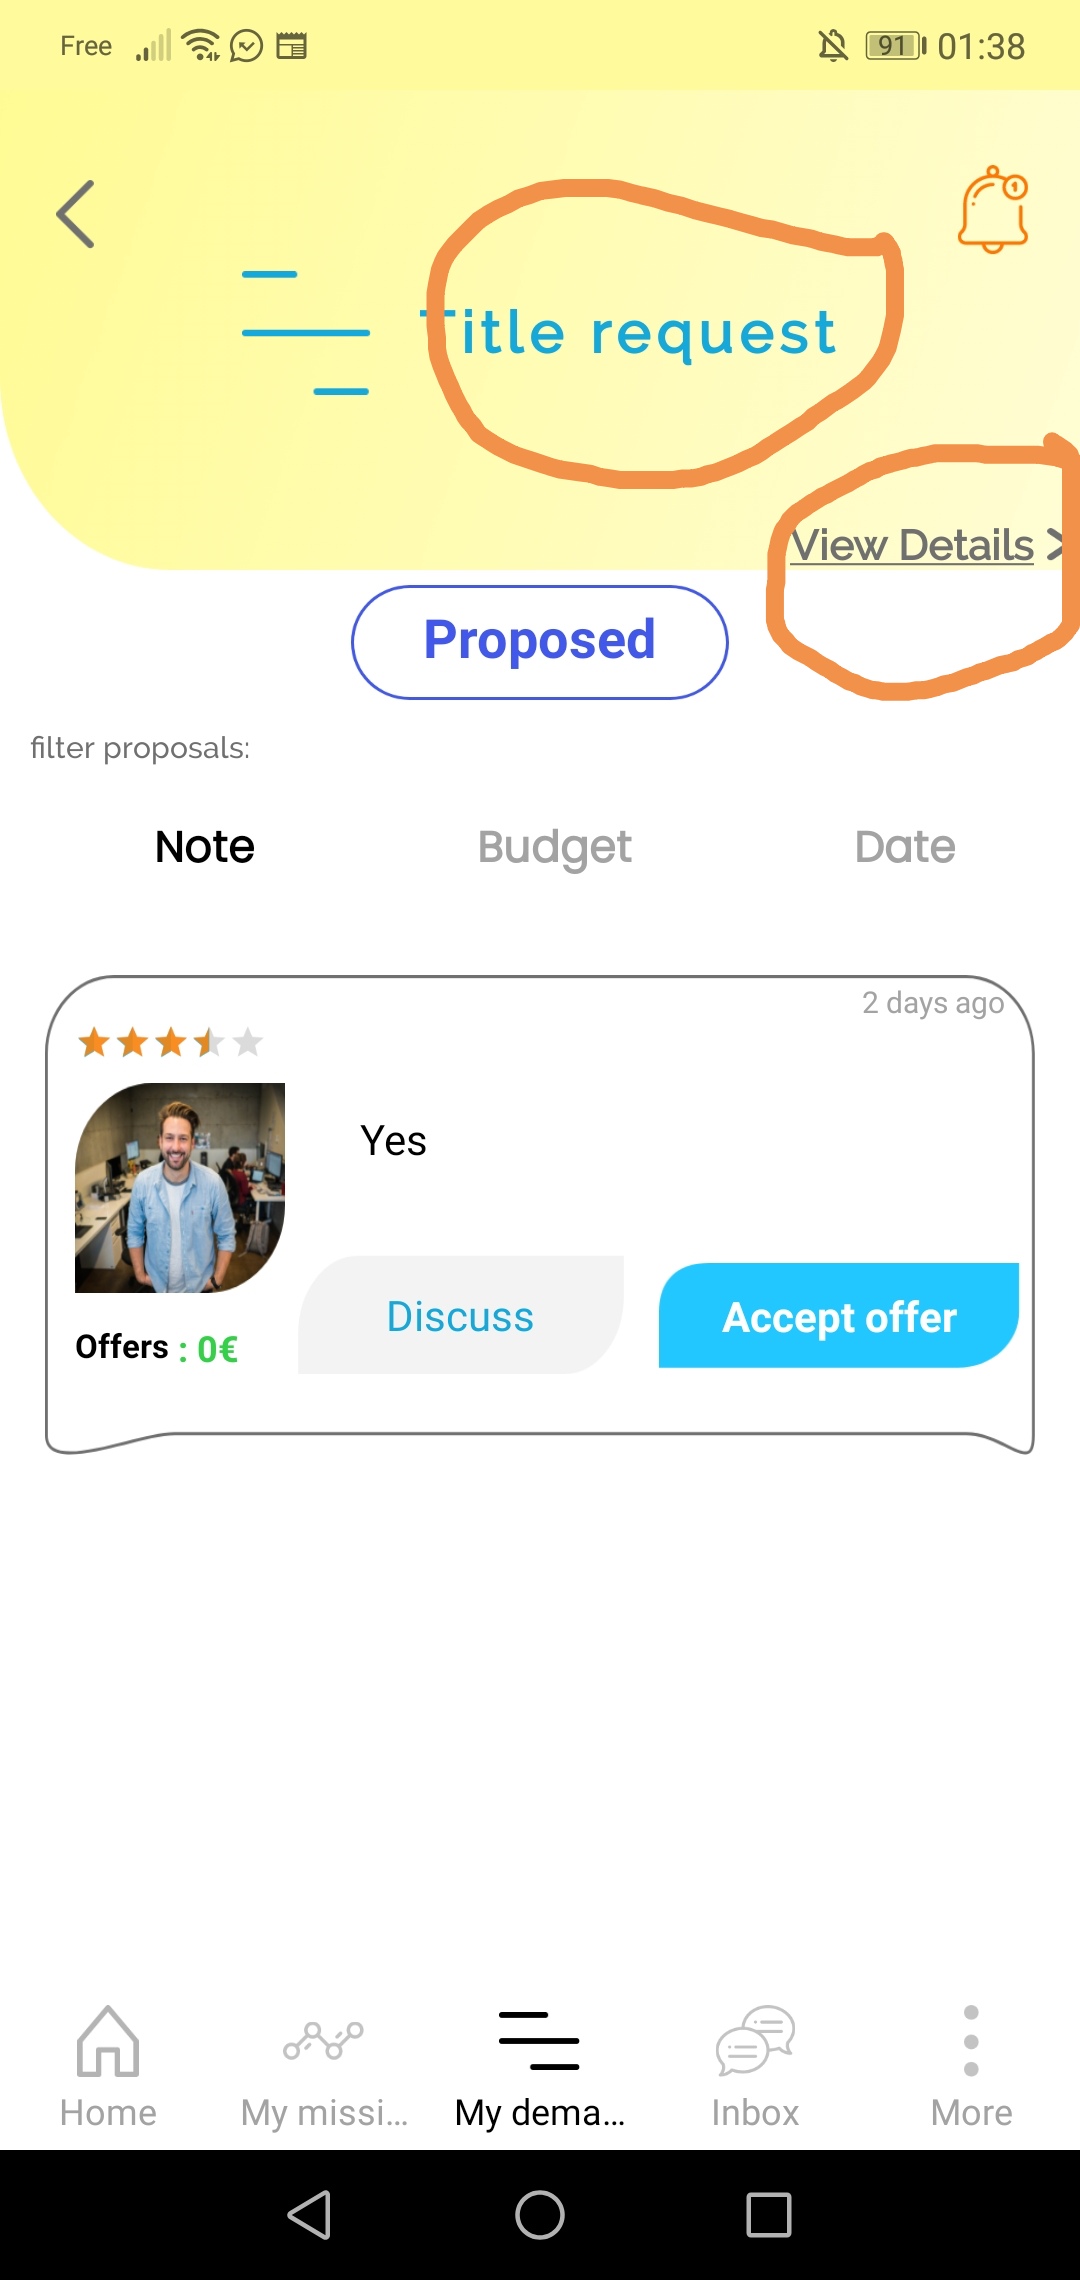 Free 91 01:38
1
Title request
View Details
Proposed
filter proposals:
Note Budget Date
2 days ago
Yes
Discuss Accept offer
Offers : 0€
Home My missi... My dema... Inbox More